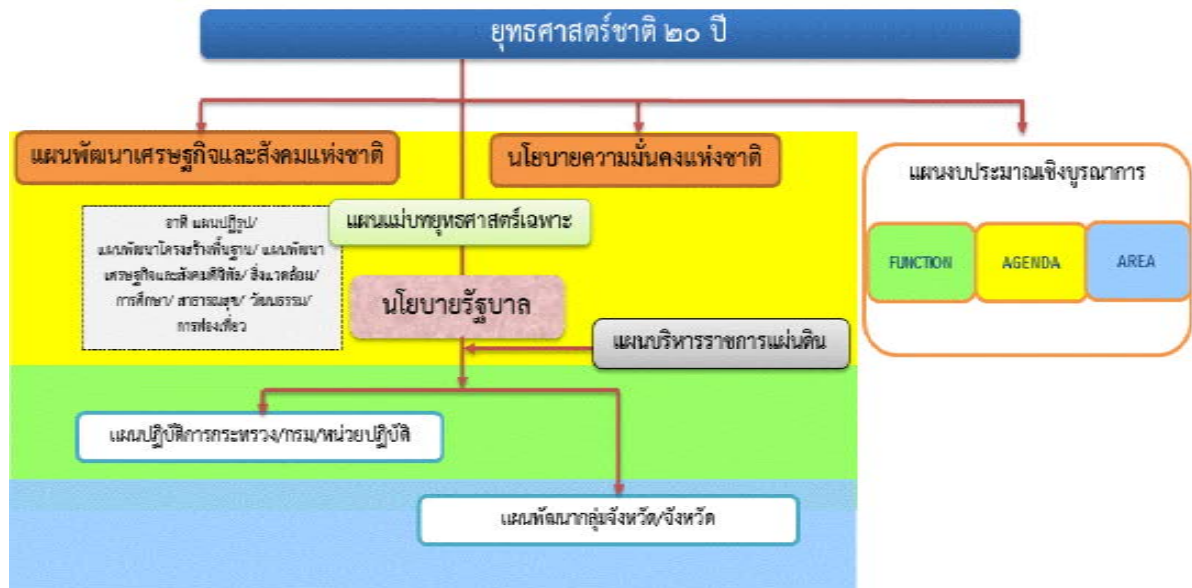 ยุทธศาสตร์ชาติ ๒๐ ปี
แผนพัฒนาเศรษฐกิจและสังคมแห่งชาติ
นโยบายความมั่นคงแห่งชาติ
แผนงบประมาณเชิงบูรณาการ
FUNCTION
AGENDA
AREA
แผนแม่บทยุทธศาสตร์เฉพาะ
อาทิ แผนปฏิรูป/
แผนพัฒนาโครงสร้างพื้นฐาน/ แผนพัฒนา
เศรษฐกิจและสังคมดิจิทัล/ สิ่งแวดล้อม/
การศึกษา/ สาธารณสุข/ วัฒนธรรม/
การท่องเที่ยว
นโยบายรัฐบาล
แผนบริหารราชการแผ่นดิน
แผนปฏิบัติการกระทรวง/กรม/หน่วยปฏิบัติ
แผนพัฒนากลุ่มจังหวัด/จังหวัด